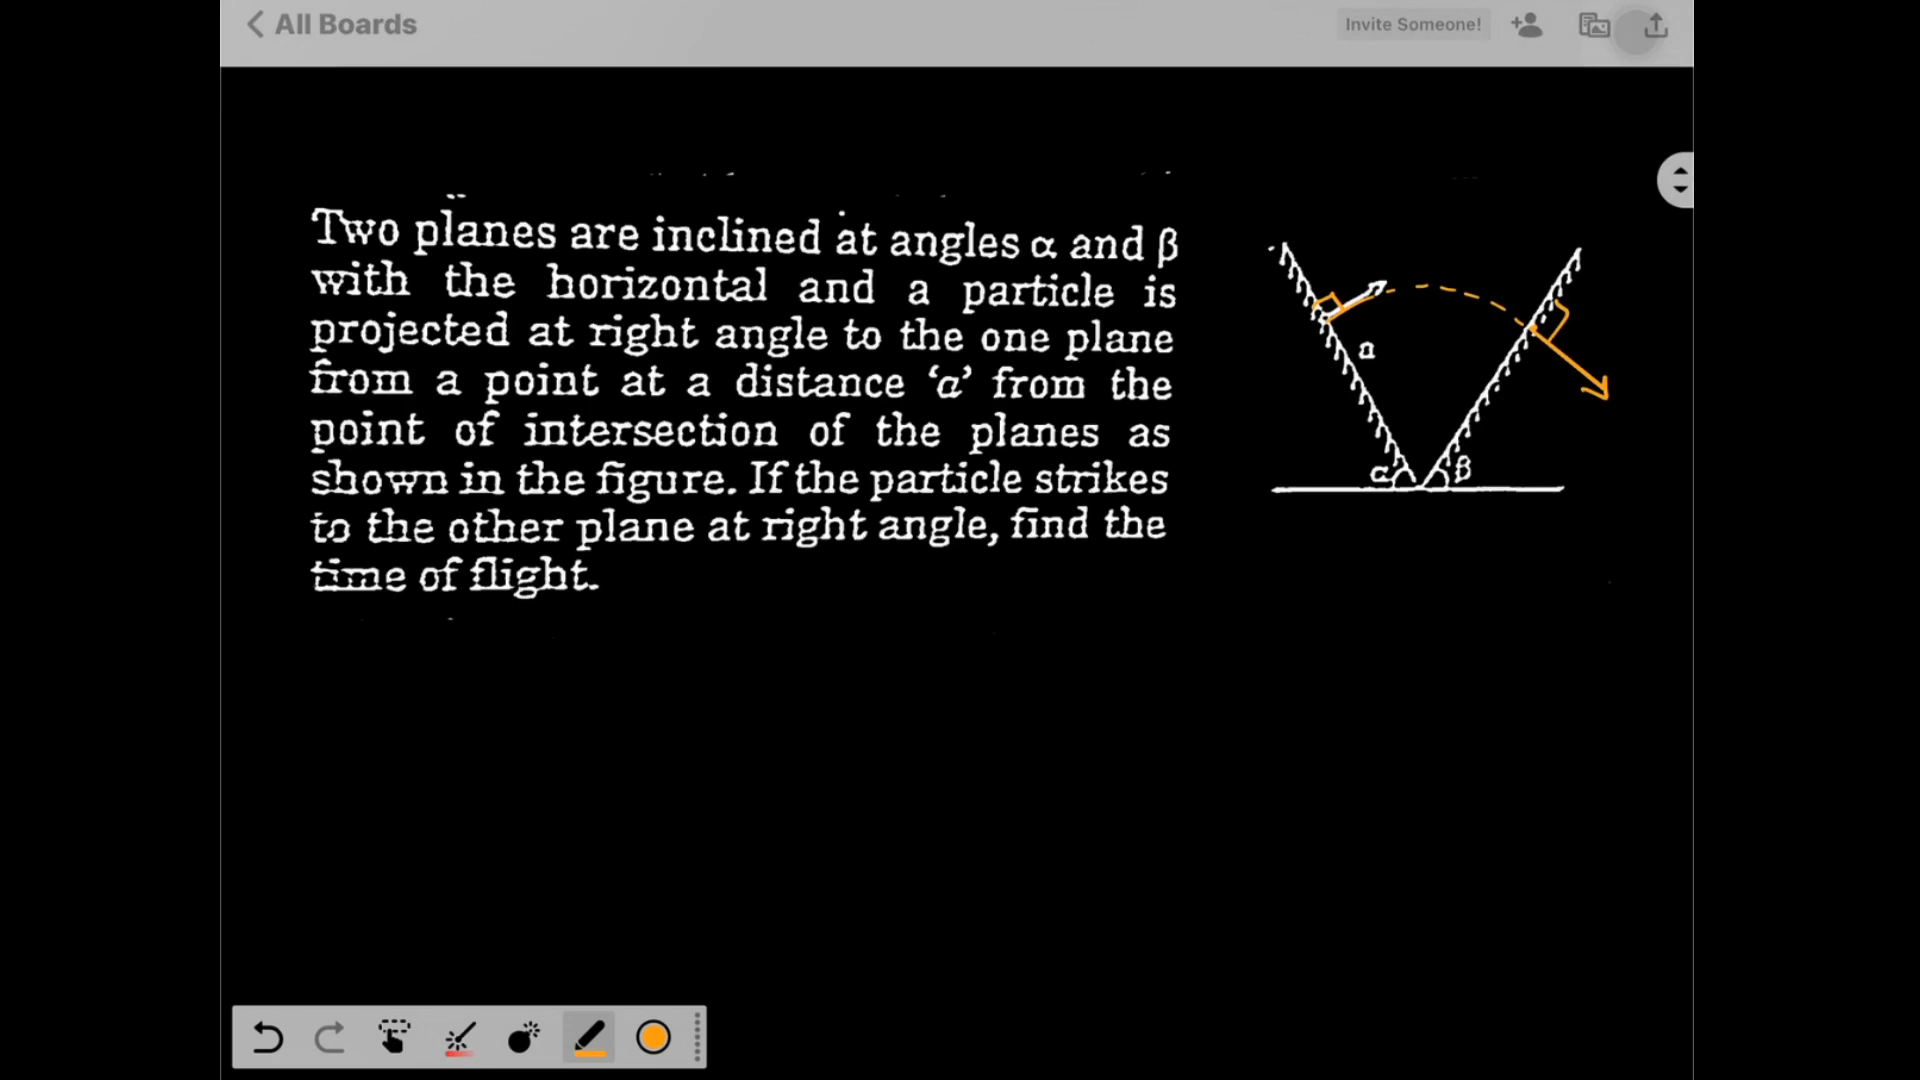 All Boards
Invite Someone!
Two planes are inclined at angles α and β
with the horizontal and a particle is
projected at right angle to the one plane
from a point at a distance ‘a’ from the
point of intersection of the planes as
shown in the figure. If the particle strikes
to the other plane at right angle, find the
time of flight.
a
α
β